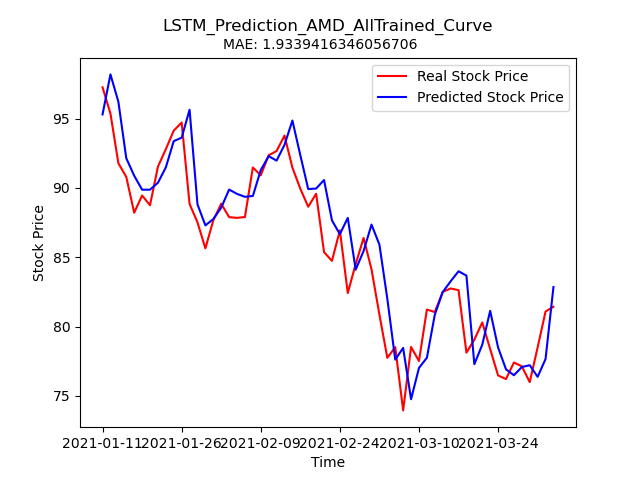 LSTM_Prediction_AMD_AllTrained_Curve
MAE: 1.9339416346056706
Real Stock Price
Predicted Stock Price
95
90
85
80
75
Stock Price
2021-01-11 2021-01-26 2021-02-09 2021-02-24 2021-03-10 2021-03-24
Time